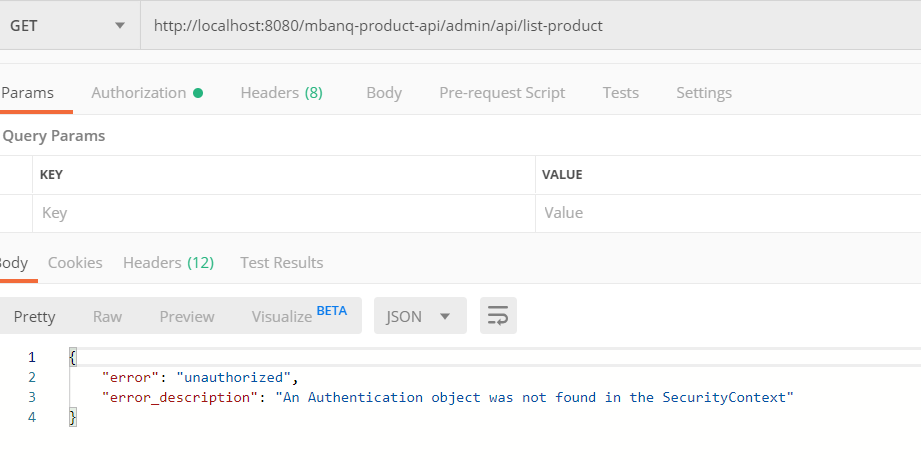 GET http://localhost:8080/mbanq-product-api/admin/api/list-product
Params Authorization Headers (8) Body Pre-request Script Tests Settings
Query Params
KEY VALUE
Key Value
Body Cookies Headers (12) Test Results
Pretty Raw Preview Visualize BETA JSON
1 {
2 "error": "unauthorized",
3 "error_description": "An Authentication object was not found in the SecurityContext"
4 }